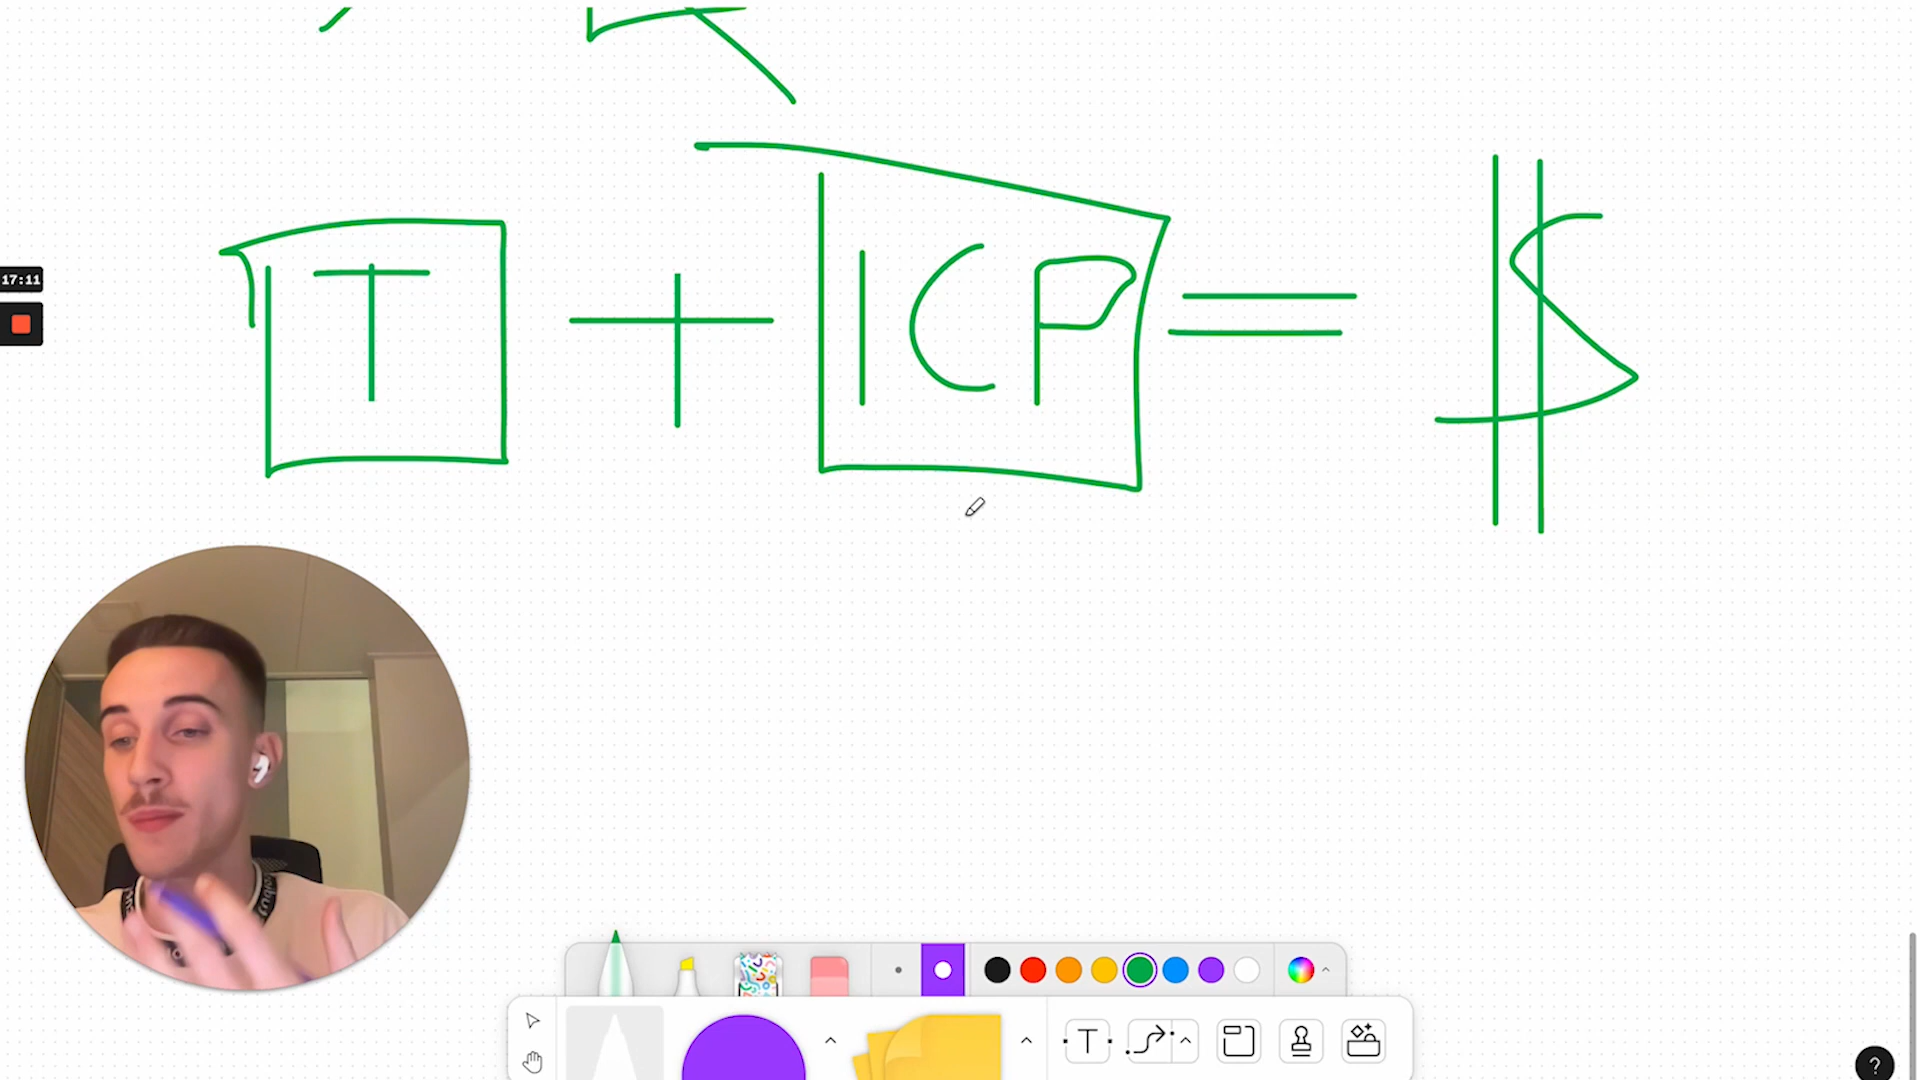 T + ICP = $
17:11
T
?